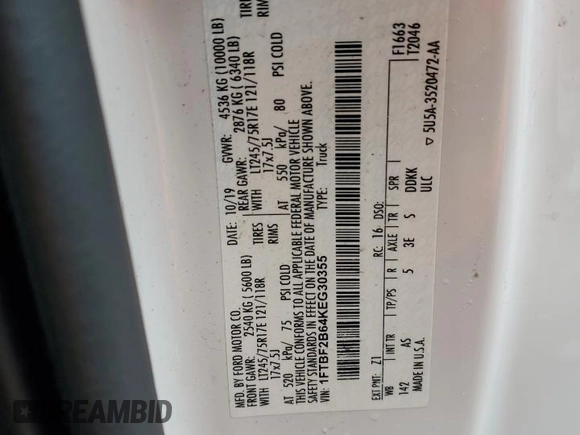 MFD. BY FORD MOTOR CO.
DATE: 10/19 GVWR: 4536 KG (10000 LB)
FRONT GAWR: 2540 KG ( 5600 LB) REAR GAWR: 2876 KG ( 6340 LB)
WITH LT245/75R17E 121/118R TIRES WITH LT245/75R17E 121/118R TIRES
17x7.5J RIMS 17x7.5J RIMS
AT 520 kPa/ 75 PSI COLD AT 550 kPa/ 80 PSI COLD
THIS VEHICLE CONFORMS TO ALL APPLICABLE FEDERAL MOTOR VEHICLE
SAFETY STANDARDS IN EFFECT ON THE DATE OF MANUFACTURE SHOWN ABOVE.
VIN: 1FTBF2B64KEG30355
TYPE: Truck
F1663
T2046
EXT PNT: Z1 RC: 16 DSO:
WB INT TR TP/PS R AXLE TR SPR
142 AS 5 3E S DDKK
MADE IN U.S.A. ULC
▽ 5U5A-3520472-AA
RAWREAMBID